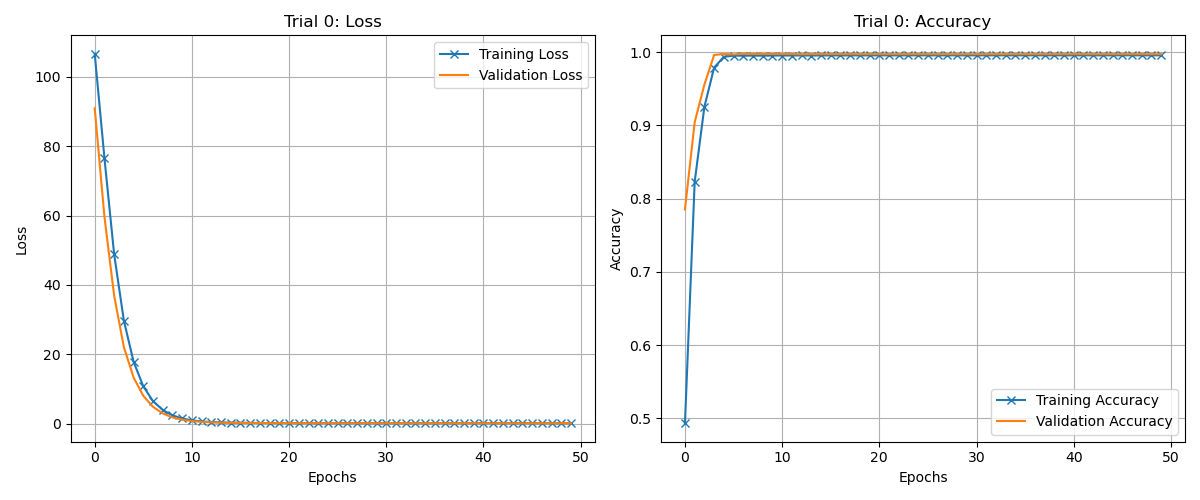 Trial 0: Loss
Training Loss
Validation Loss
100
80
60
40
20
0
Loss
0 10 20 30 40 50
Epochs
Trial 0: Accuracy
1.0
0.9
0.8
0.7
0.6
0.5
Accuracy
Training Accuracy
Validation Accuracy
0 10 20 30 40 50
Epochs